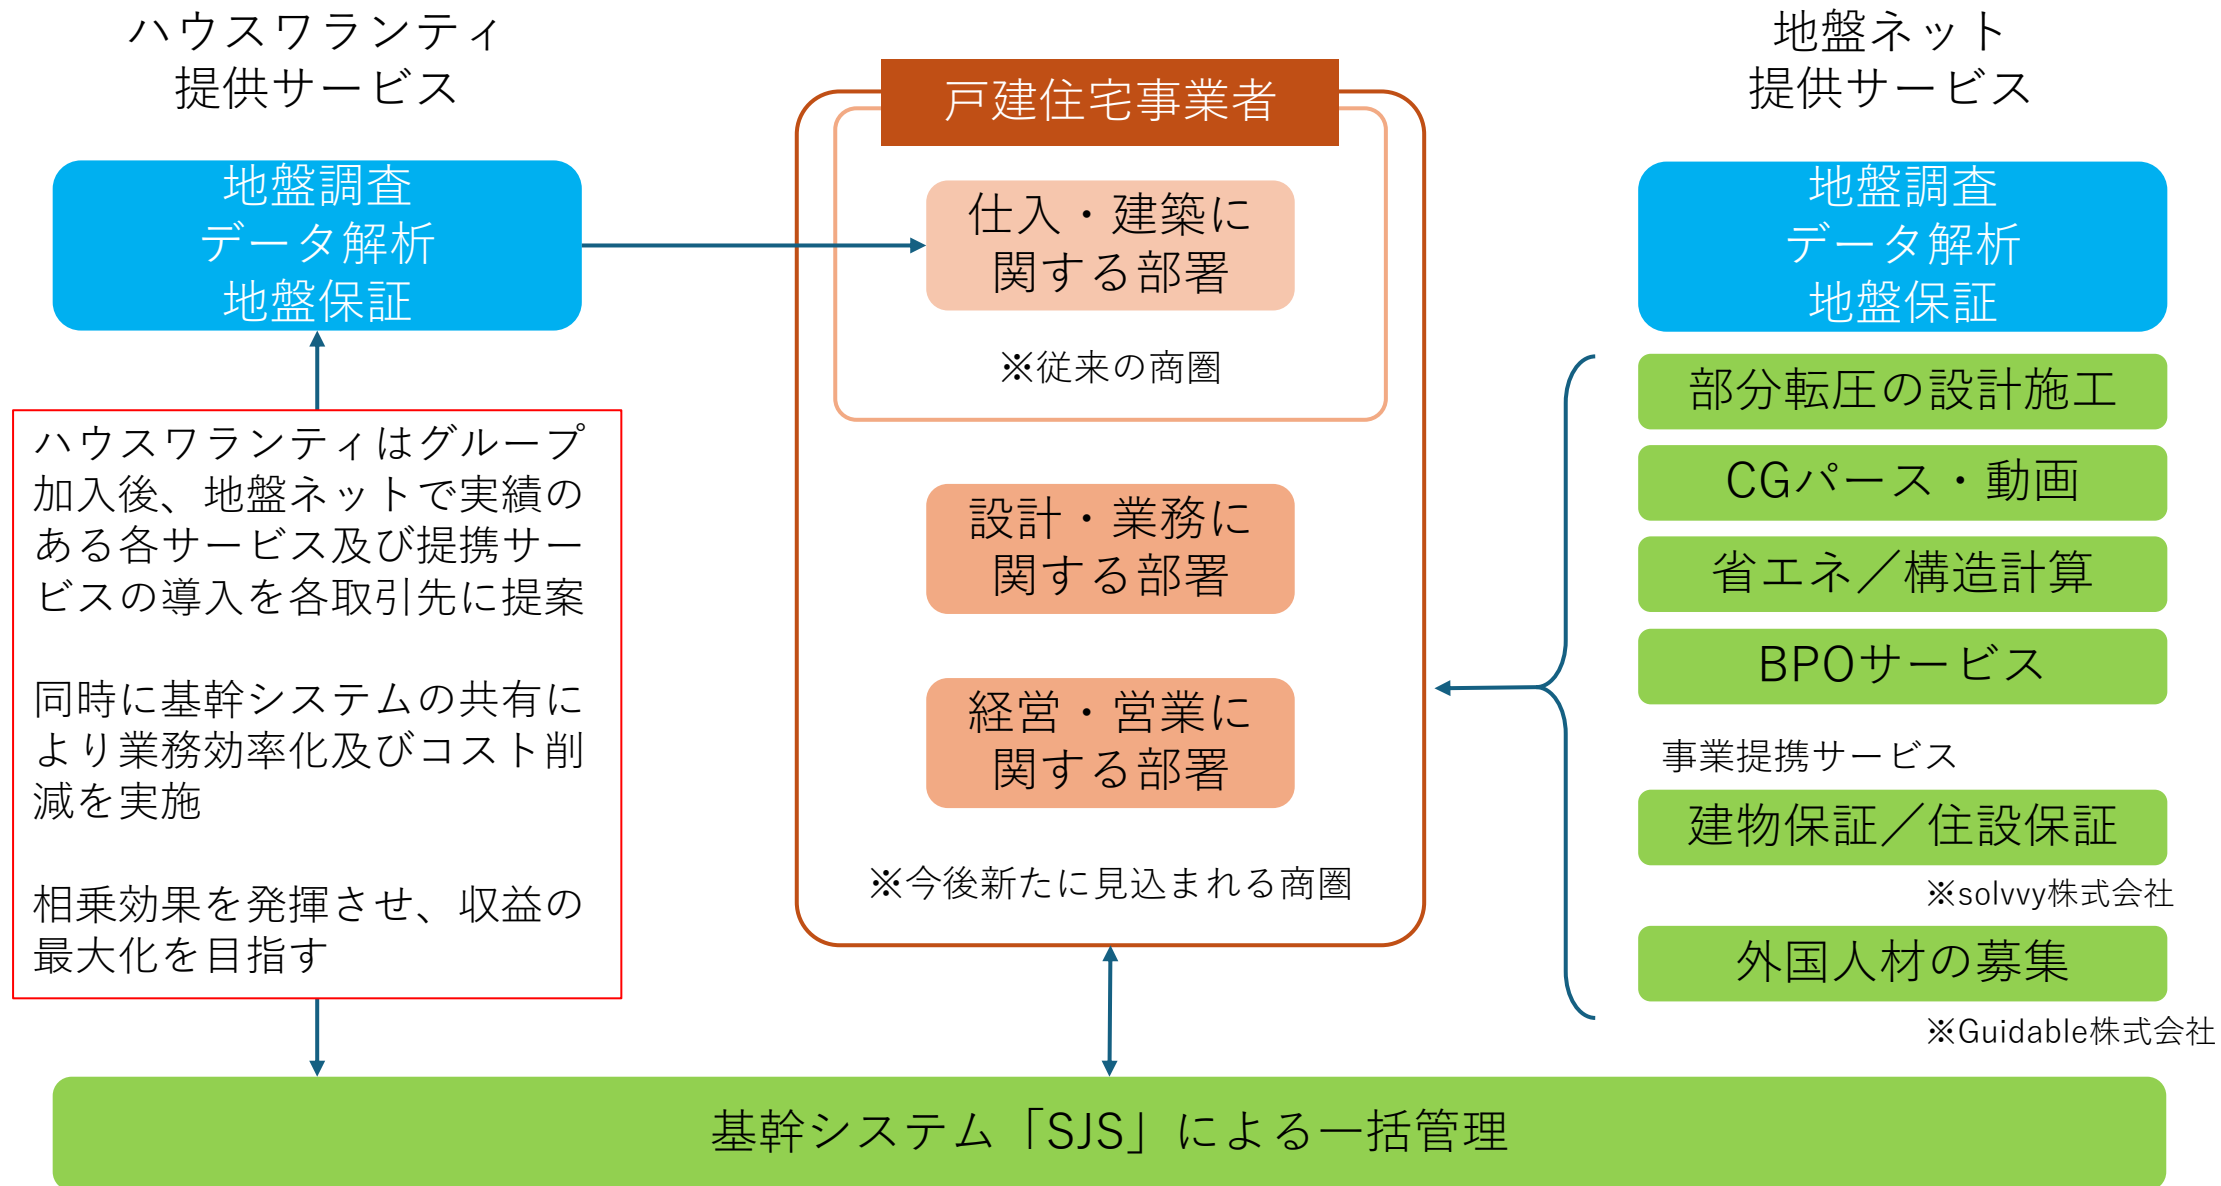 ハウスワランティ
提供サービス
地盤調査
データ解析
地盤保証
ハウスワランティはグループ
加入後、地盤ネットで実績の
ある各サービス及び提携サー
ビスの導入を各取引先に提案
同時に基幹システムの共有に
より業務効率化及びコスト削
減を実施
相乗効果を発揮させ、収益の
最大化を目指す
戸建住宅事業者
仕入・建築に
関する部署
※従来の商圏
設計・業務に
関する部署
経営・営業に
関する部署
※今後新たに見込まれる商圏
地盤ネット
提供サービス
地盤調査
データ解析
地盤保証
部分転圧の設計施工
CGパース・動画
省エネ／構造計算
BPOサービス
事業提携サービス
建物保証／住設保証
※solvvy株式会社
外国人材の募集
※Guidable株式会社
基幹システム「SJS」による一括管理